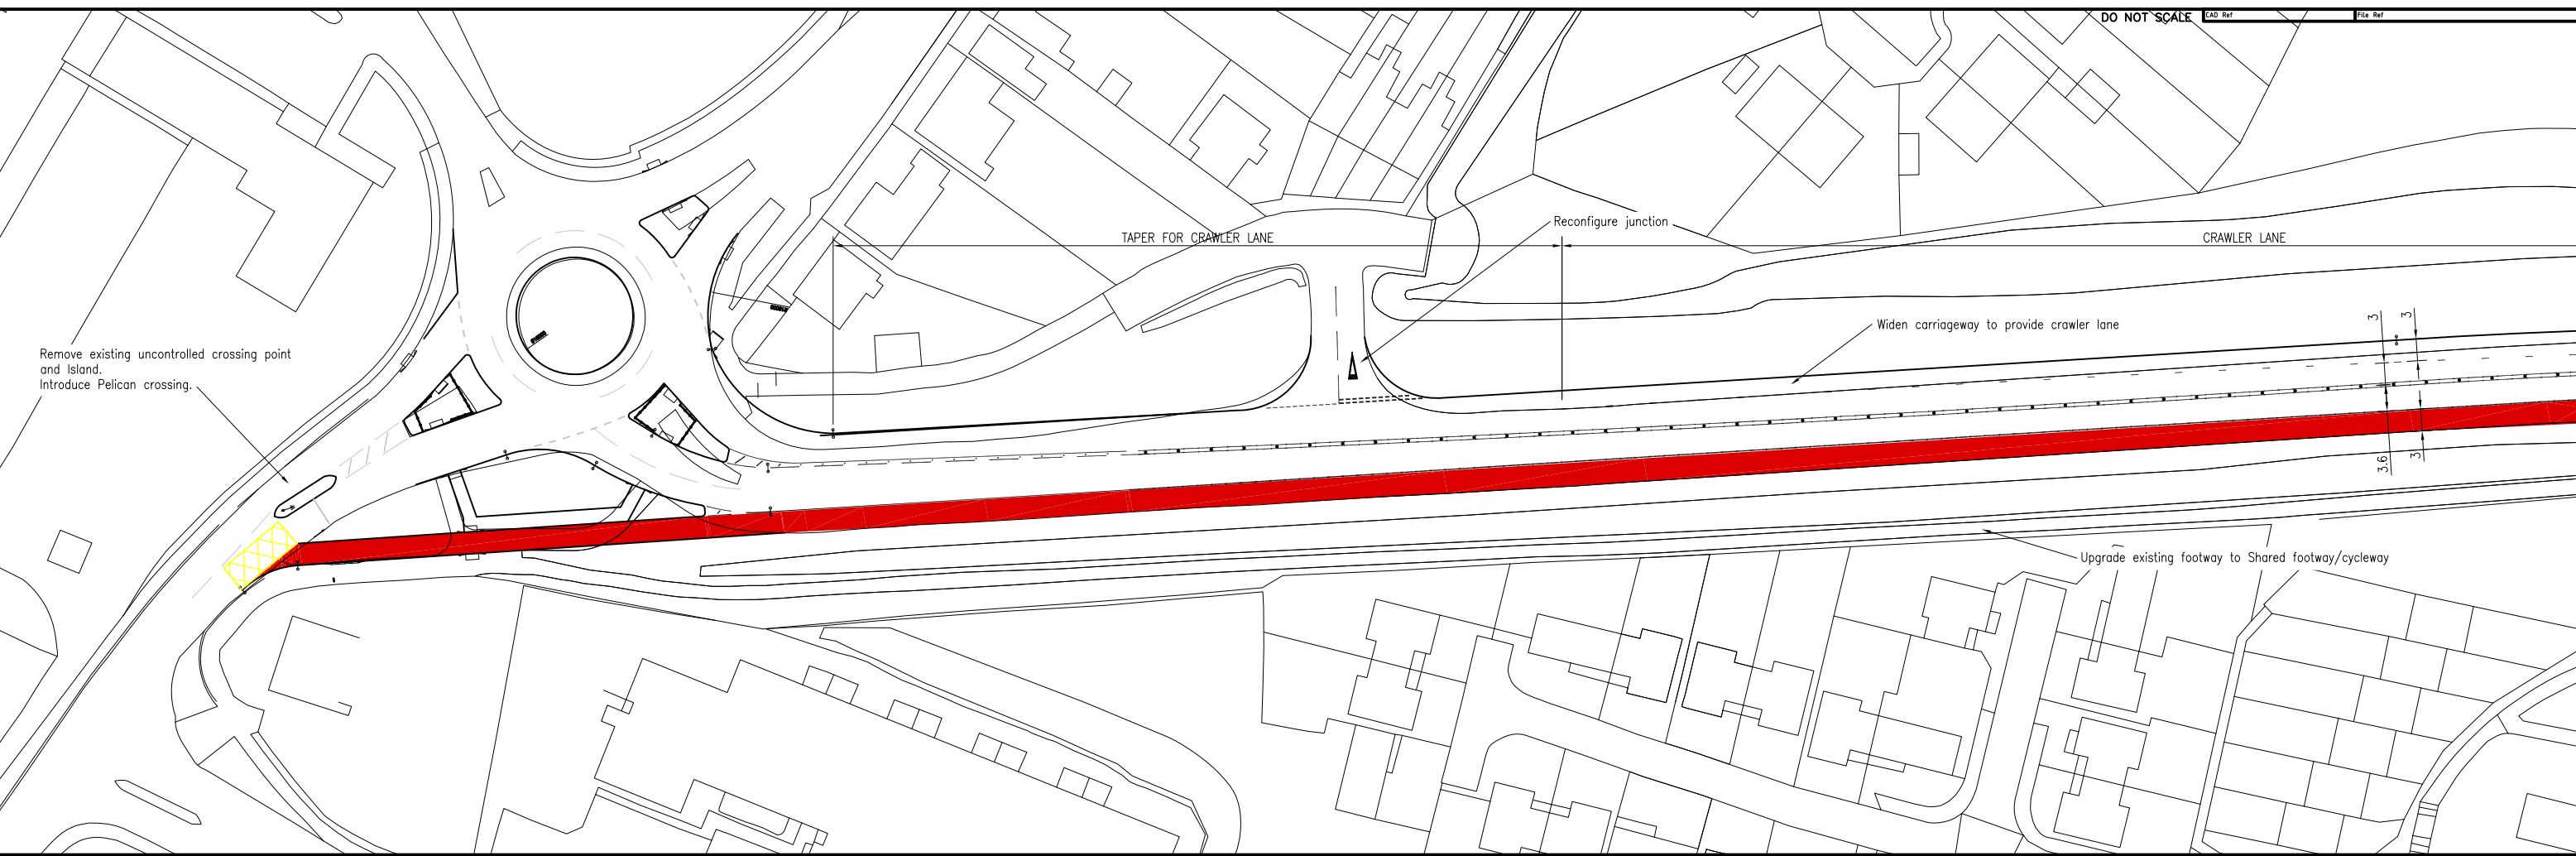 DO NOT SCALE
CAD Ref
File Ref
Reconfigure junction
TAPER FOR CRAWLER LANE
CRAWLER LANE
Widen carriageway to provide crawler lane
3
3
Remove existing uncontrolled crossing point
and Island.
Introduce Pelican crossing.
3.6
3
Upgrade existing footway to Shared footway/cycleway